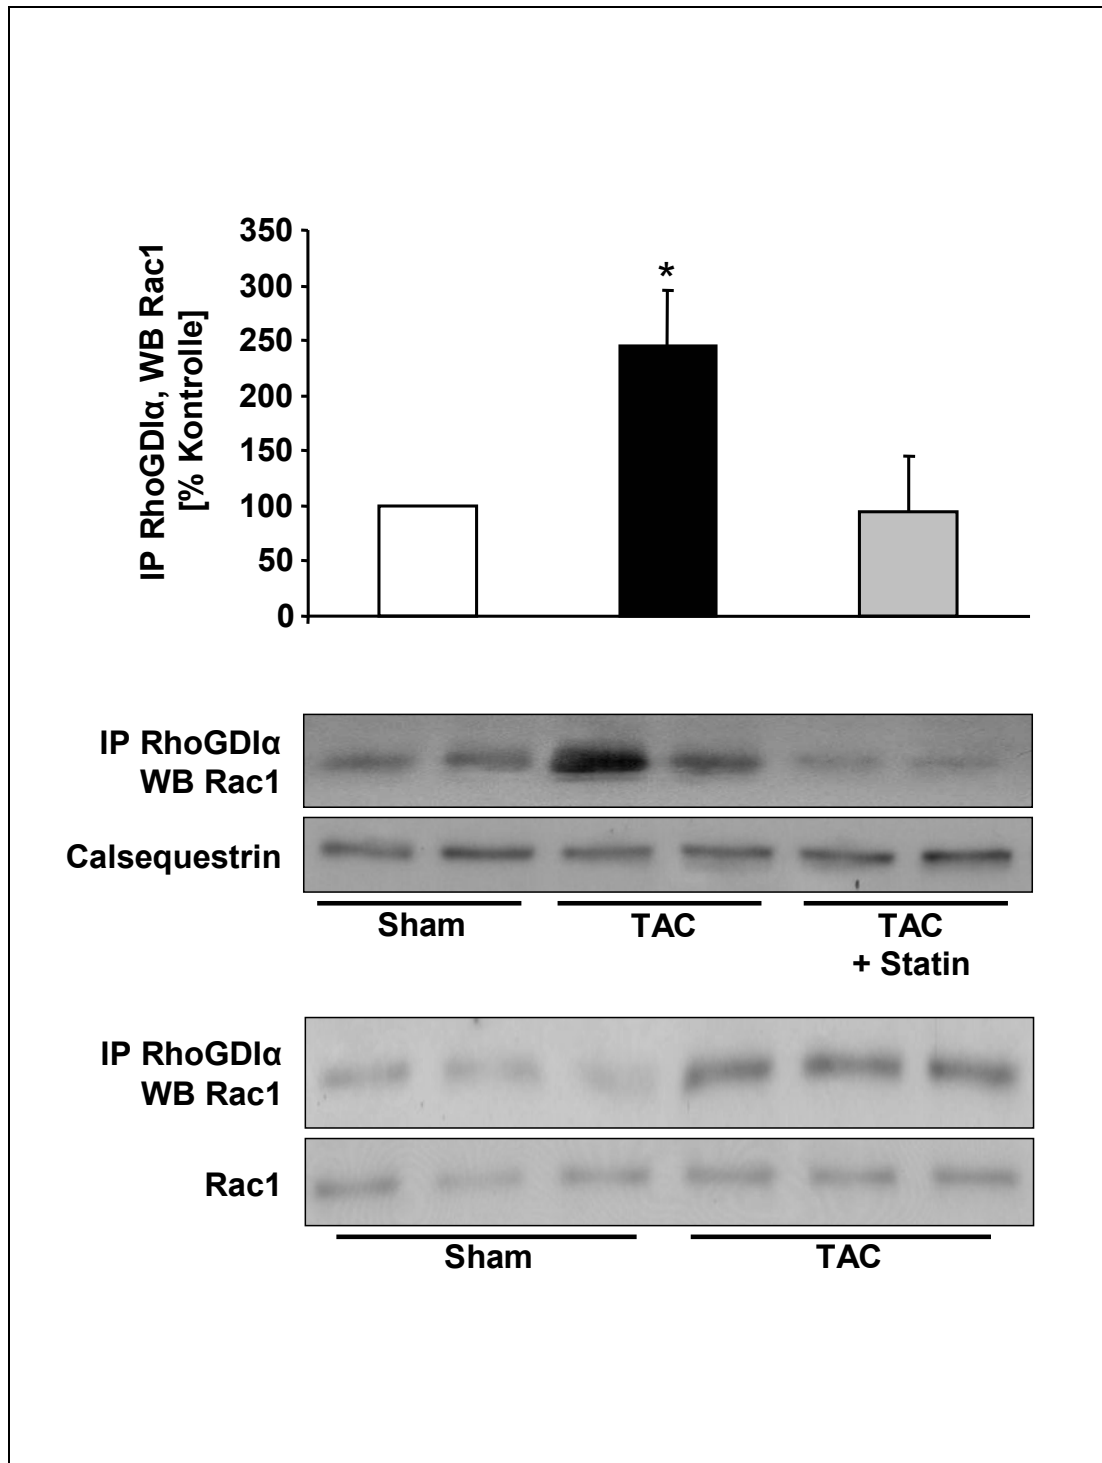 IP RhoGDIα, WB Rac1
[% Kontrolle]
350
300
250
200
150
100
50
0
*
IP RhoGDIα
WB Rac1
Calsequestrin
Sham
TAC
TAC
+ Statin
IP RhoGDIα
WB Rac1
Rac1
Sham
TAC